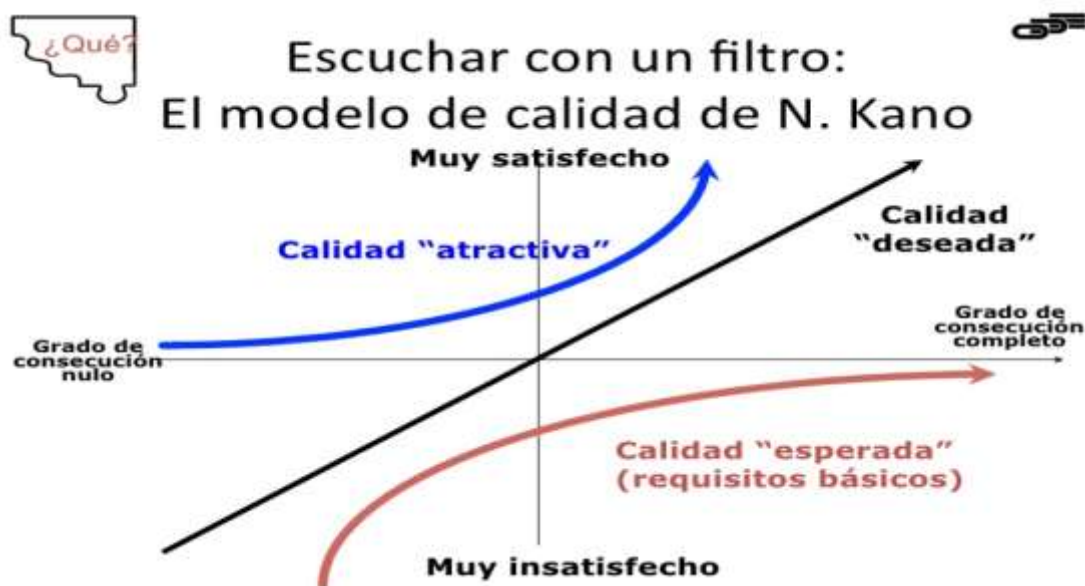 ¿Qué?
Escuchar con un filtro:
El modelo de calidad de N. Kano
Muy satisfecho
Calidad
“deseada”
Calidad “atractiva”
Grado de
consecución
completo
Grado de
consecución
nulo
Calidad “esperada”
(requisitos básicos)
Muy insatisfecho